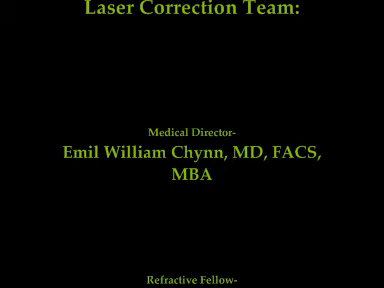 Laser Correction Team:
Medical Director-
Emil William Chynn, MD, FACS,
MBA
Refractive Fellow-